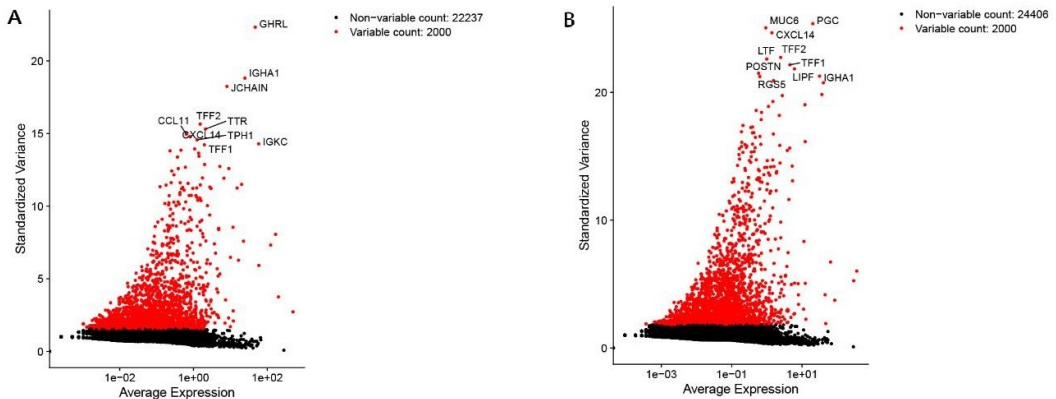 A
GHRL
Non-variable count: 22237
Variable count: 2000
20
IGHA1
JCHAIN
TFF2
CCL11
TTR
CXCL14
TPH1
15
IGKC
TFF1
Standardized Variance
10
5
0
1e-02
1e+00
1e+02
Average Expression
B
MUC6
PGC
Non-variable count: 24406
CXCL14
Variable count: 2000
LTF
TFF2
POSTN
TFF1
RGS5
LIPF
IGHA1
20
Standardized Variance
10
0
1e-03
1e-01
1e+01
Average Expression